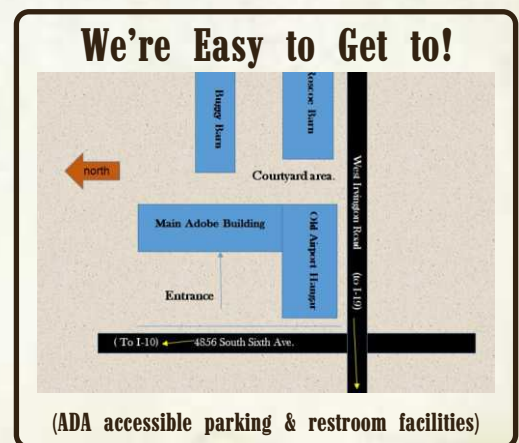 We're Easy to Get to!
Buggy Barn
Roscoe Barn
north
Courtyard area.
West Irvington Road (to I-19)
Main Adobe Building
Old Airport Hangar
Entrance
( To I-10) 4856 South Sixth Ave.
(ADA accessible parking & restroom facilities)